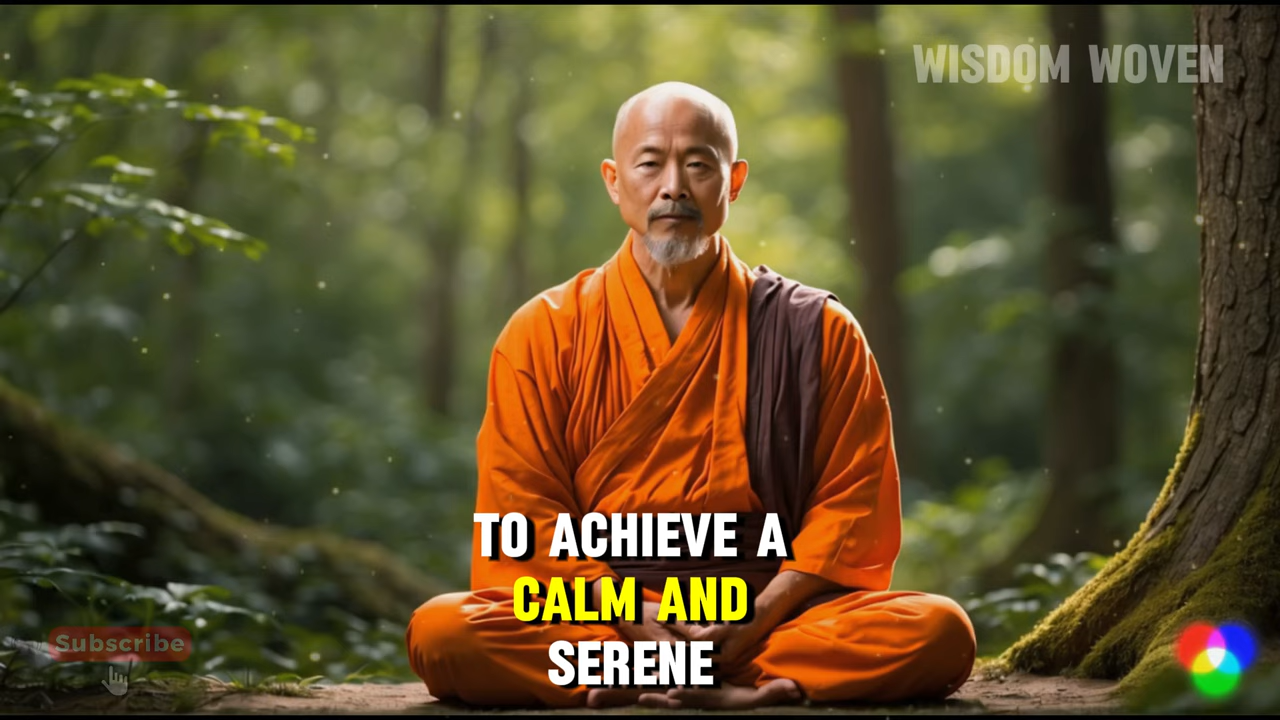 WISDOM WOVEN
TO ACHIEVE A
CALM AND
SERENE
Subscribe